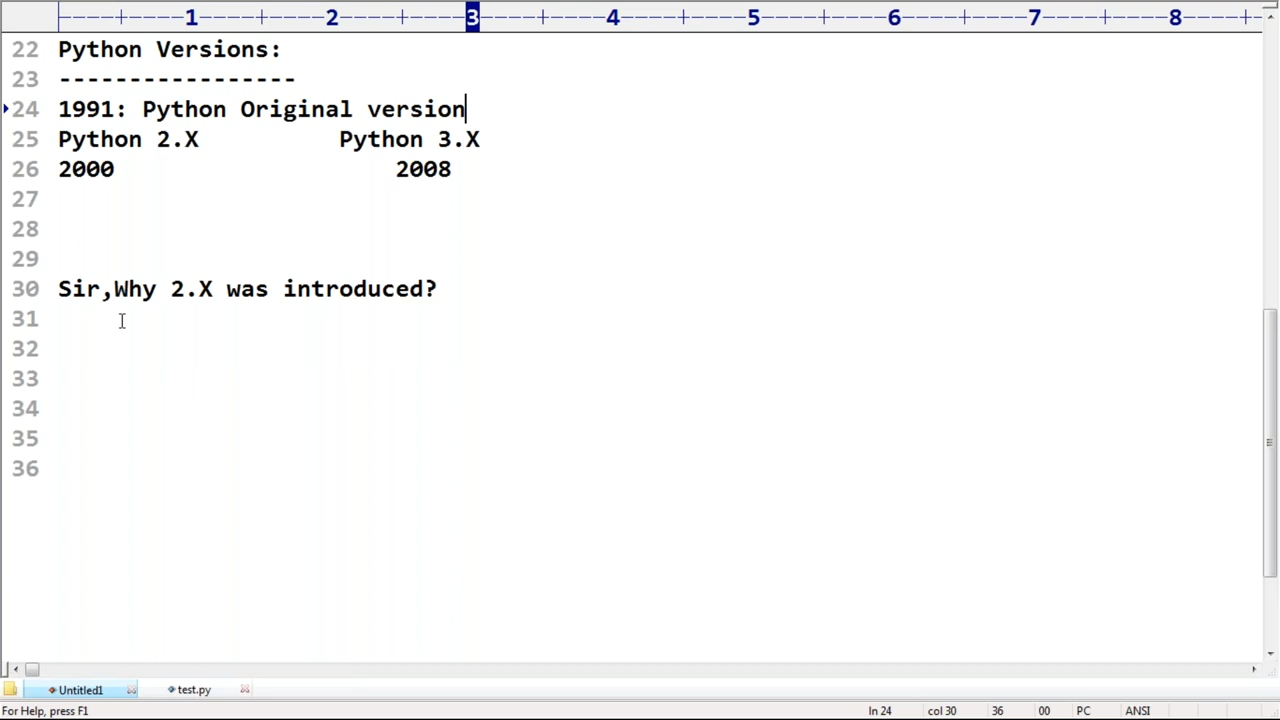 1 2 3 4 5 6 7 8
22 Python Versions:
23 -----------------
24 1991: Python Original version
25 Python 2.X Python 3.X
26 2000 2008
27
28
29
30 Sir,Why 2.X was introduced?
31
32
33
34
35
36
Untitled1 test.py
For Help, press F1 ln 24 col 30 36 00 PC ANSI